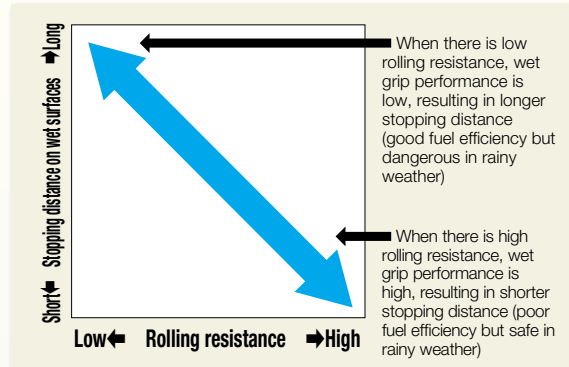 Short← Stopping distance on wet surfaces →Long
When there is low
rolling resistance, wet
grip performance is
low, resulting in longer
stopping distance
(good fuel efficiency but
dangerous in rainy
weather)
When there is high
rolling resistance, wet
grip performance is
high, resulting in shorter
stopping distance (poor
fuel efficiency but safe in
rainy weather)
Low← Rolling resistance →High